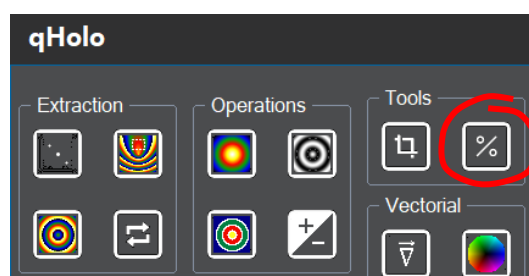 qHolo
Extraction
Operations
Tools
%
Vectorial
+
−
V